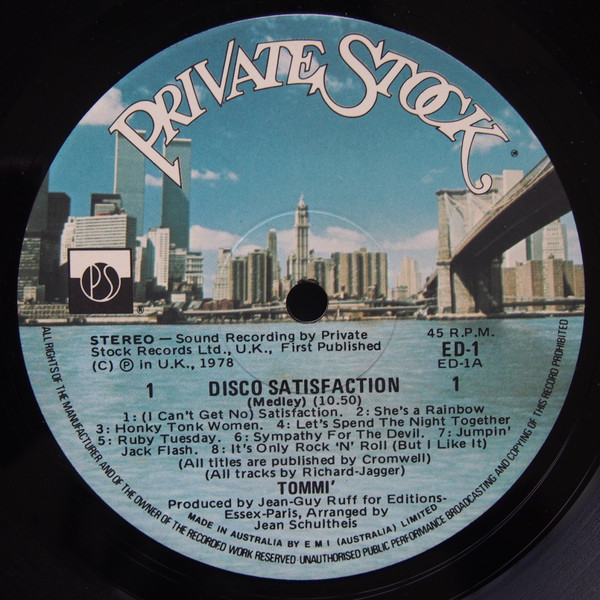 PRIVATE STOCK
PS
®
STEREO — Sound Recording by Private
Stock Records Ltd., U.K., First Published
(C) Ⓟ in U.K., 1978
45 R.P.M.
ED-1
ED-1A
1 DISCO SATISFACTION 1
(Medley) (10.50)
1: (I Can't Get No) Satisfaction. 2: She's a Rainbow
3: Honky Tonk Women. 4: Let's Spend The Night Together
5: Ruby Tuesday. 6: Sympathy For The Devil. 7: Jumpin'
Jack Flash. 8: It's Only Rock 'N' Roll (But I Like It)
(All titles are published by Cromwell)
(All tracks by Richard-Jagger)
TOMMI'
Produced by Jean-Guy Ruff for Editions-
Essex-Paris, Arranged by
Jean Schultheis
MADE IN AUSTRALIA BY E M I (AUSTRALIA) LIMITED
ALL RIGHTS OF THE MANUFACTURER AND OF THE OWNER OF THE RECORDED WORK RESERVED·UNAUTHORISED PUBLIC PERFORMANCE BROADCASTING AND COPYING OF THIS RECORD PROHIBITED